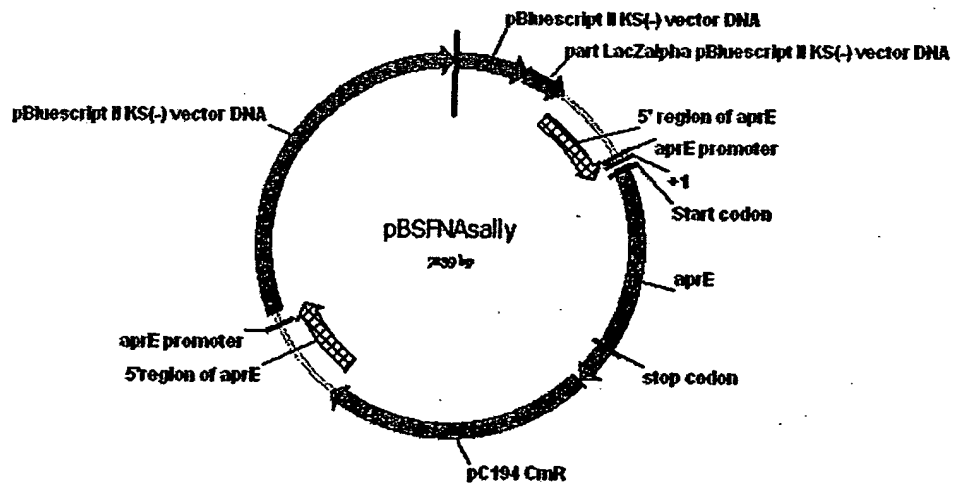 pBluescript II KS(-) vector DNA
part LacZalpha pBluescript II KS(-) vector DNA
pBluescript II KS(-) vector DNA
5' region of aprE
aprE promoter
+1
Start codon
pBSFNAsally
bp
aprE
aprE promoter
5'region of aprE
stop codon
pC194 CmR